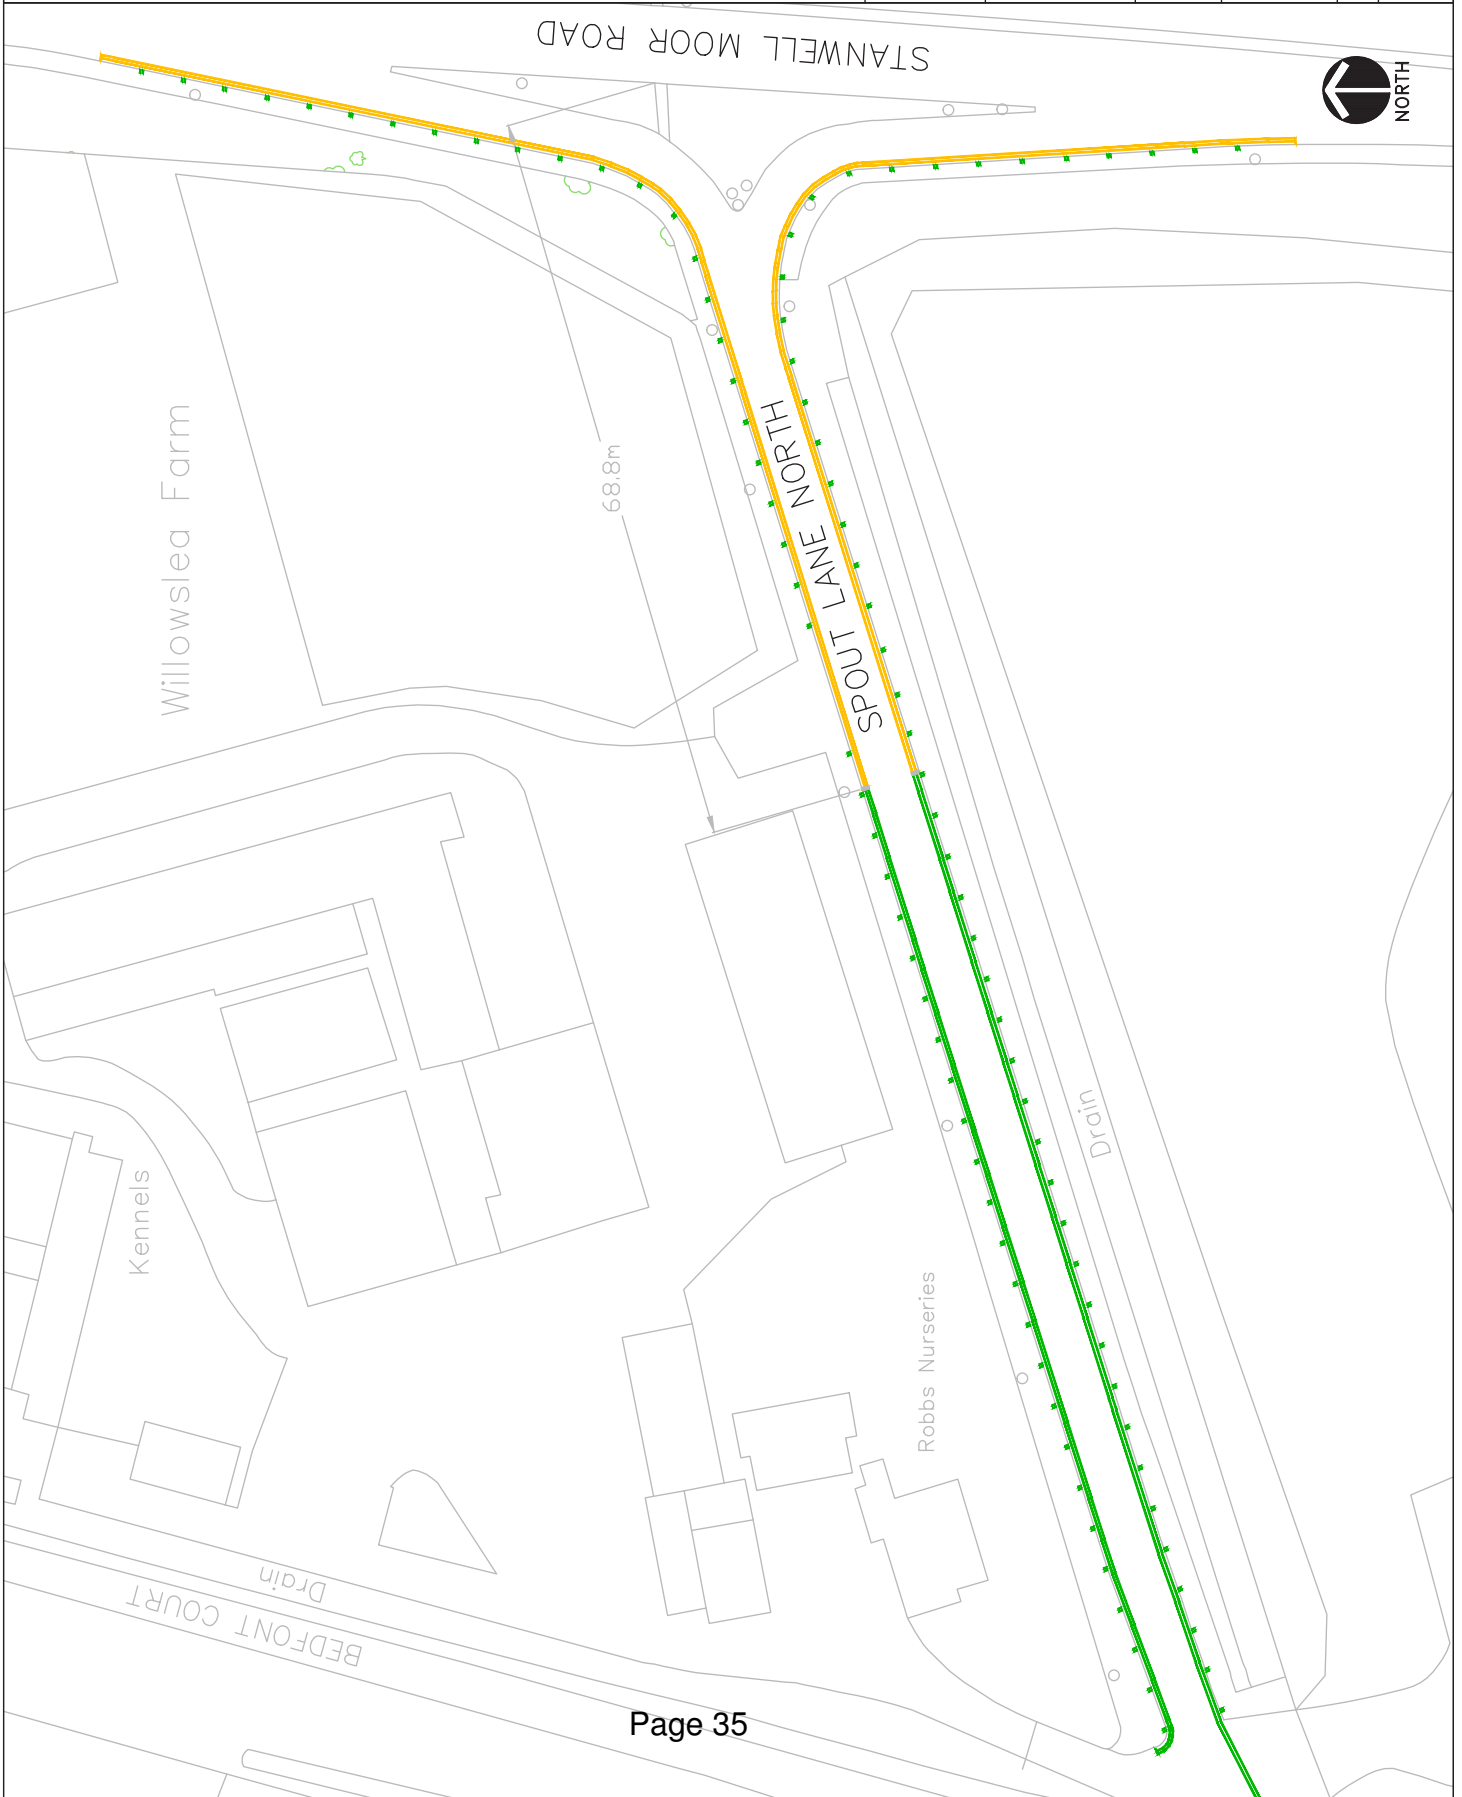 STANWELL MOOR ROAD
NORTH
Willowslea Farm
68.8m
SPOUT LANE NORTH
Drain
Kennels
Robbs Nurseries
Drain
BEDFONT COURT
Page 35